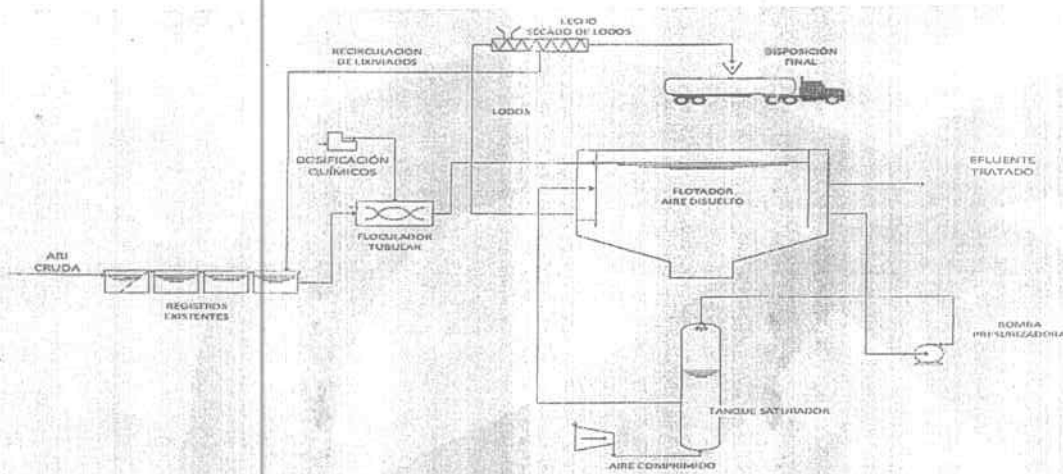 LECHO
SECADO DE LODOS
RECIRCULACIÓN
DE LIXIVIADOS
DISPOSICIÓN
FINAL
LODOS
DOSIFICACIÓN
QUÍMICOS
EFLUENTE
TRATADO
FLOTADOR
AIRE DISUELTO
FLOCULADOR
TUBULAR
ARI
CRUDA
REGISTROS
EXISTENTES
BOMBA
PRESURIZADORA
TANQUE SATURADOR
AIRE COMPRIMIDO